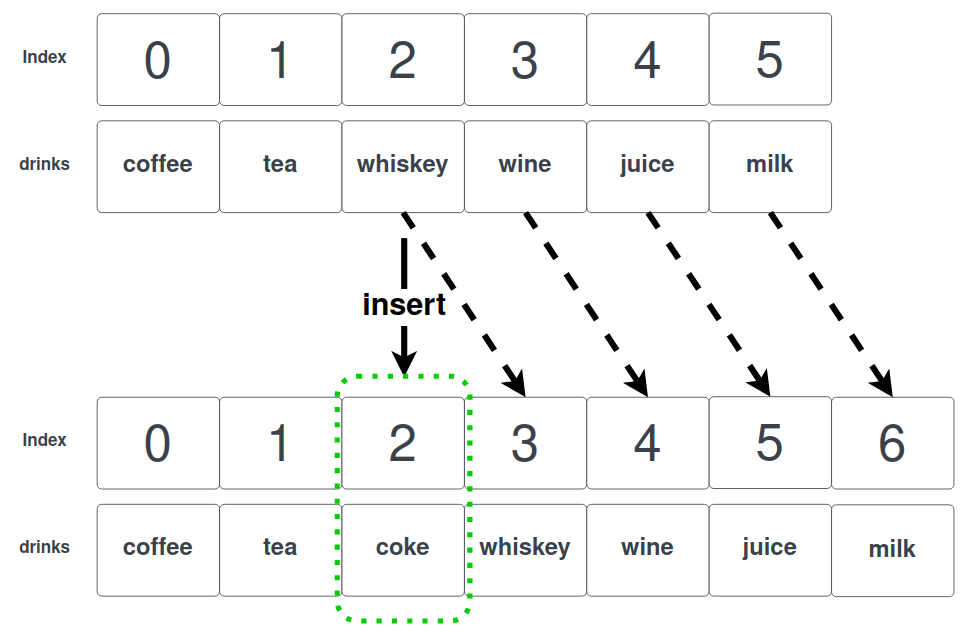 Index 0 1 2 3 4 5
drinks coffee tea whiskey wine juice milk
insert
Index 0 1 2 3 4 5 6
drinks coffee tea coke whiskey wine juice milk